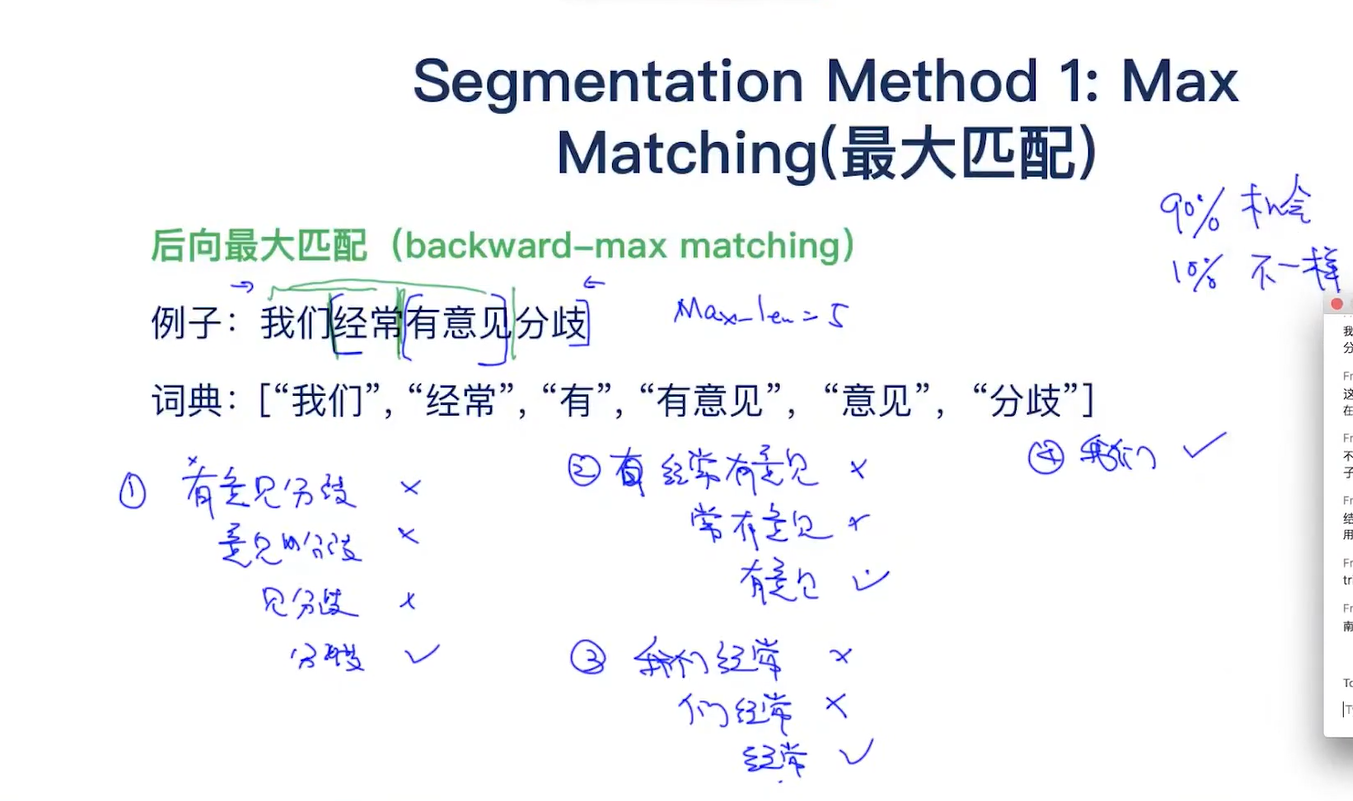 Segmentation Method 1: Max
Matching(最大匹配)
90% 机会
10% 不一样
后向最大匹配（backward-max matching）
例子：我们经常有意见分歧
Max_len = 5
词典：[“我们”, “经常”, “有”, “有意见”, “意见”, “分歧”]
① 有意见分歧 ×
意见分歧 ×
见分歧 ×
分歧 ✓
② 经常有意见 ×
常有意见 ×
有意见 ✓
③ 我们经常 ×
们经常 ×
经常 ✓
④ 我们 ✓
我
分
Fr
这
在
Fr
不
子
Fr
结
用
Fr
tr
Fr
南
To